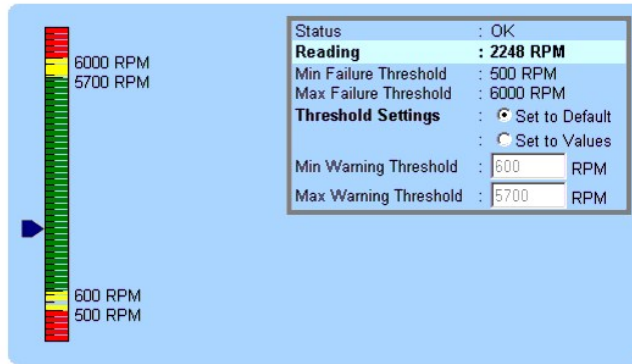 6000 RPM
5700 RPM
600 RPM
500 RPM
Status : OK
Reading : 2248 RPM
Min Failure Threshold : 500 RPM
Max Failure Threshold : 6000 RPM
Threshold Settings : Set to Default
: Set to Values
Min Warning Threshold : 600 RPM
Max Warning Threshold : 5700 RPM